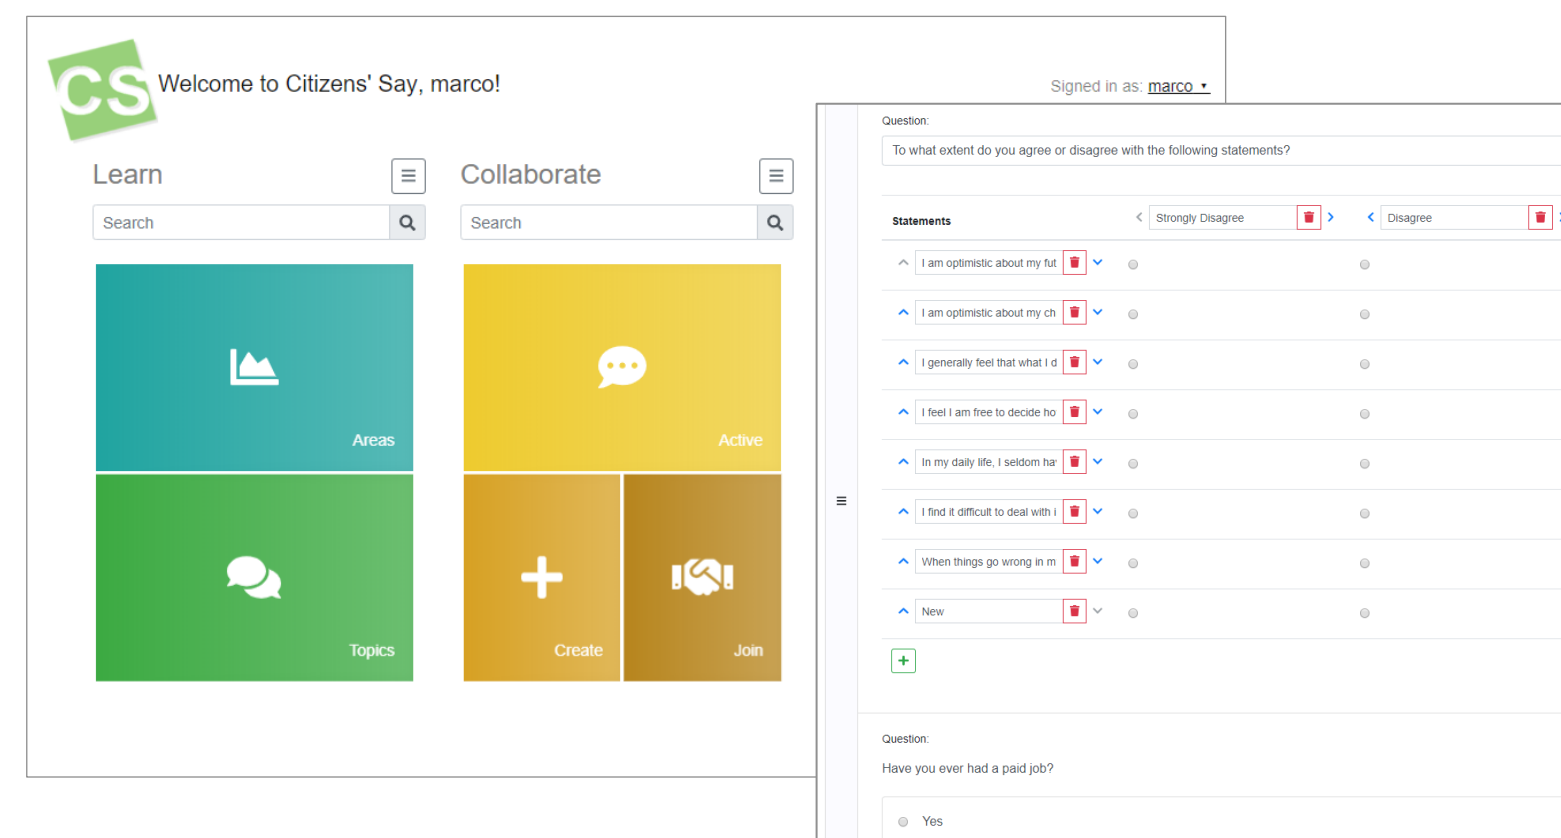 CS
Welcome to Citizens' Say, marco!
Signed in as: marco
Learn
Collaborate
Search
Search
Areas
Active
Topics
Create
Join
Question:
To what extent do you agree or disagree with the following statements?
Statements
Strongly Disagree
Disagree
I am optimistic about my fut
I am optimistic about my ch
I generally feel that what I d
I feel I am free to decide ho
In my daily life, I seldom ha
I find it difficult to deal with i
When things go wrong in m
New
Question:
Have you ever had a paid job?
Yes